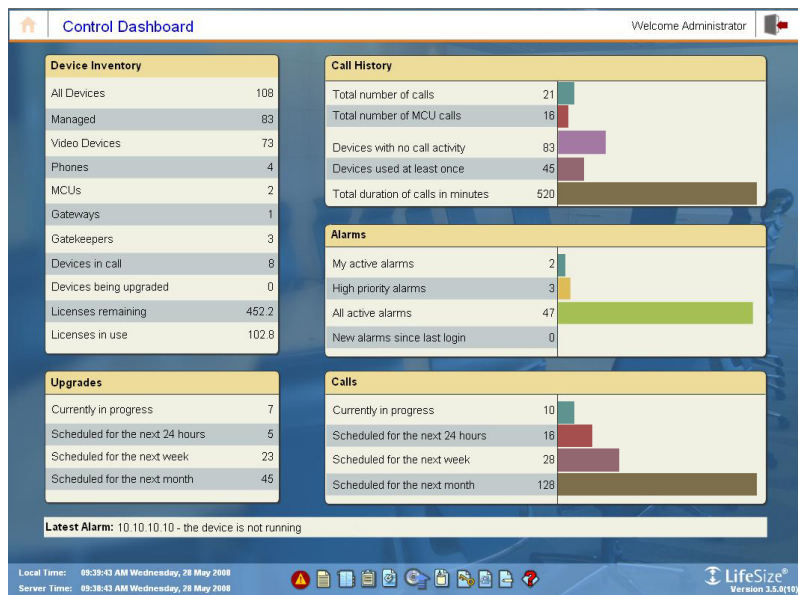 Control Dashboard
Welcome Administrator
Device Inventory
All Devices 108
Managed 83
Video Devices 73
Phones 4
MCUs 2
Gateways 1
Gatekeepers 3
Devices in call 8
Devices being upgraded 0
Licenses remaining 452.2
Licenses in use 102.8
Call History
Total number of calls 21
Total number of MCU calls 16
Devices with no call activity 83
Devices used at least once 45
Total duration of calls in minutes 520
Alarms
My active alarms 2
High priority alarms 3
All active alarms 47
New alarms since last login 0
Upgrades
Currently in progress 7
Scheduled for the next 24 hours 5
Scheduled for the next week 23
Scheduled for the next month 45
Calls
Currently in progress 10
Scheduled for the next 24 hours 16
Scheduled for the next week 28
Scheduled for the next month 128
Latest Alarm: 10.10.10.10 - the device is not running
Local Time: 09:39:43 AM Wednesday, 28 May 2008
Server Time: 09:38:43 AM Wednesday, 28 May 2008
LifeSize®
Version 3.5.0(10)